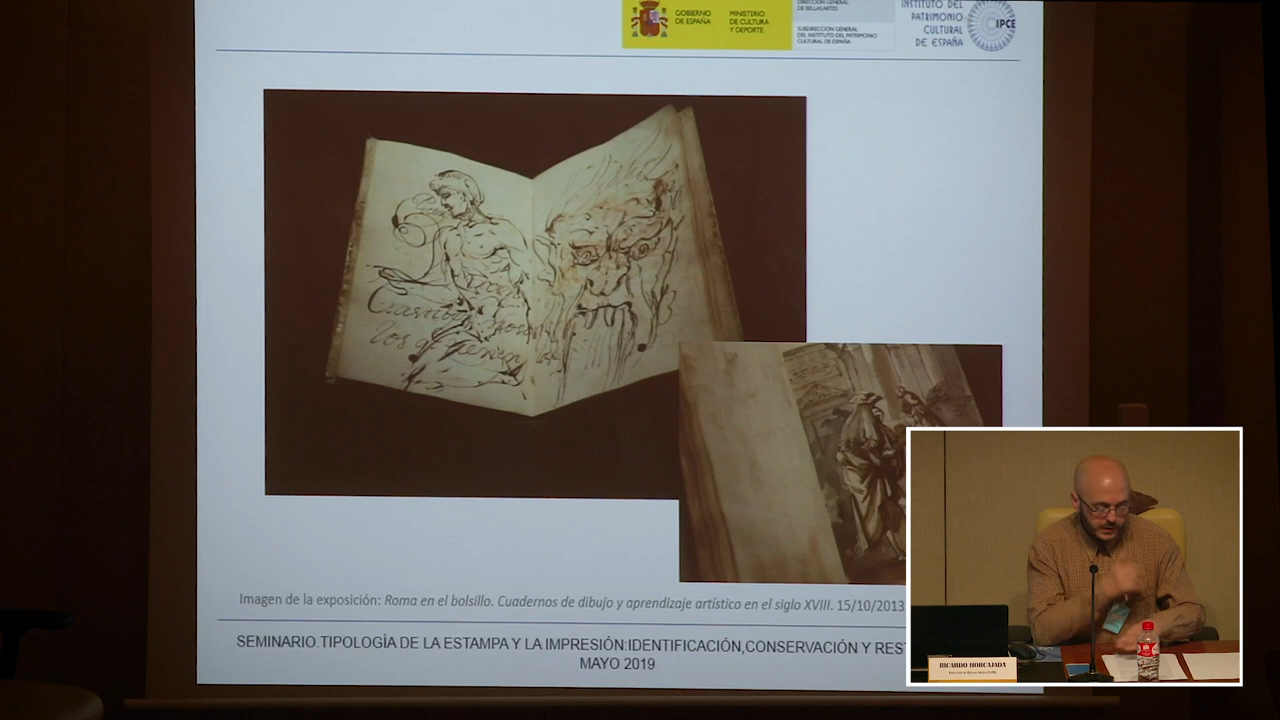 GOBIERNO
DE ESPAÑA
MINISTERIO
DE CULTURA
Y DEPORTE
DIRECCIÓN GENERAL
DE BELLAS ARTES
SUBDIRECCIÓN GENERAL
DEL INSTITUTO DEL PATRIMONIO
CULTURAL DE ESPAÑA
INSTITUTO DEL
PATRIMONIO
CULTURAL
DE ESPAÑA
IPCE
Imagen de la exposición: Roma en el bolsillo. Cuadernos de dibujo y aprendizaje artístico en el siglo XVIII. 15/10/2013
SEMINARIO.TIPOLOGÍA DE LA ESTAMPA Y LA IMPRESIÓN:IDENTIFICACIÓN,CONSERVACIÓN Y REST
MAYO 2019
RICARDO HORCAJADA